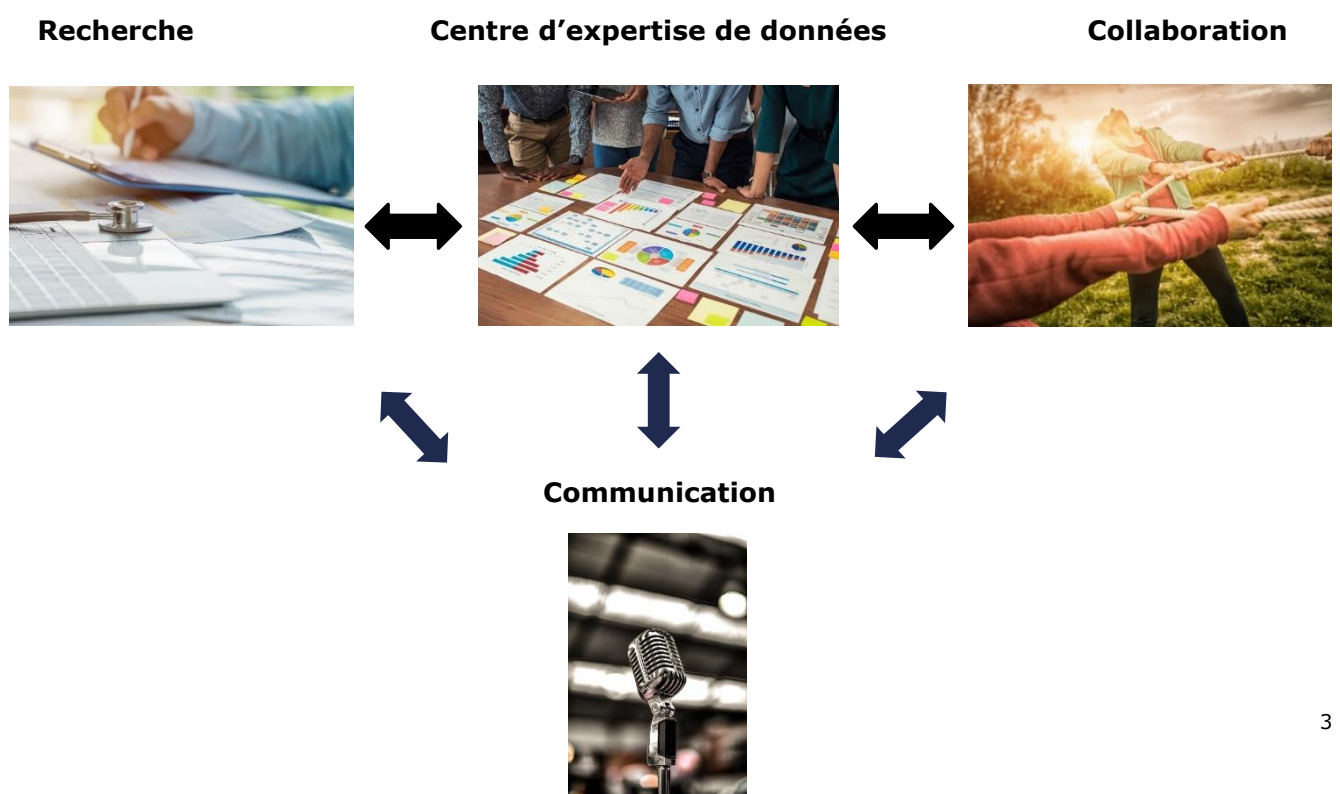 Recherche
Centre d’expertise de données
Collaboration
Communication
3